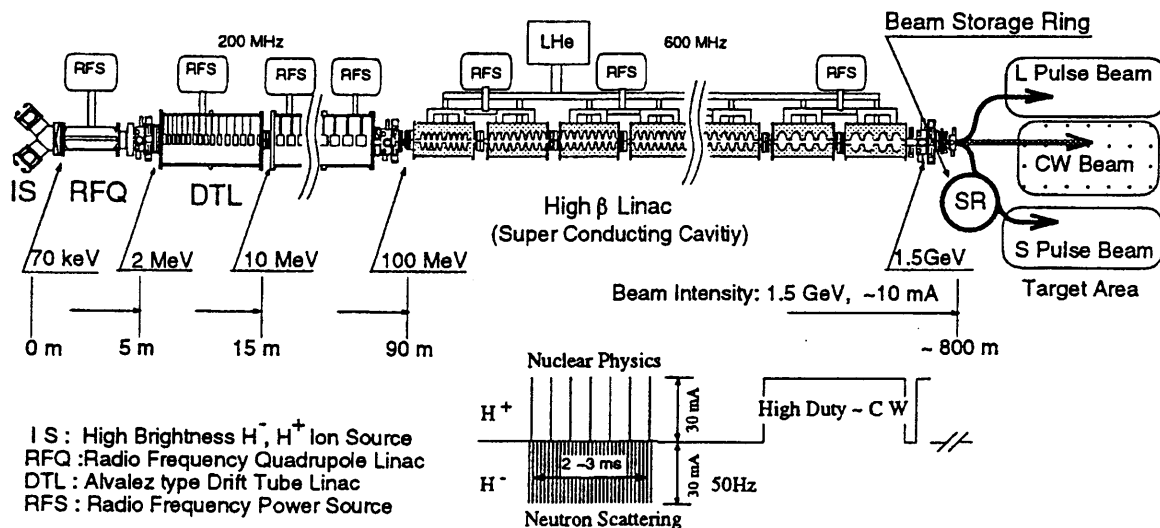 Beam Storage Ring
200 MHz
LHe
600 MHz
RFS
RFS
RFS
RFS
RFS
RFS
RFS
L Pulse Beam
CW Beam
SR
S Pulse Beam
Target Area
IS
RFQ
DTL
High β Linac
(Super Conducting Cavitiy)
70 keV
2 MeV
10 MeV
100 MeV
1.5GeV
Beam Intensity: 1.5 GeV, ~10 mA
0 m
5 m
15 m
90 m
~ 800 m
Nuclear Physics
H⁺
30 mA
High Duty ~ C W
2 ~3 ms
H⁻
30 mA
50Hz
Neutron Scattering
I S : High Brightness H⁻, H⁺ Ion Source
RFQ :Radio Frequency Quadrupole Linac
DTL : Alvalez type Drift Tube Linac
RFS : Radio Frequency Power Source